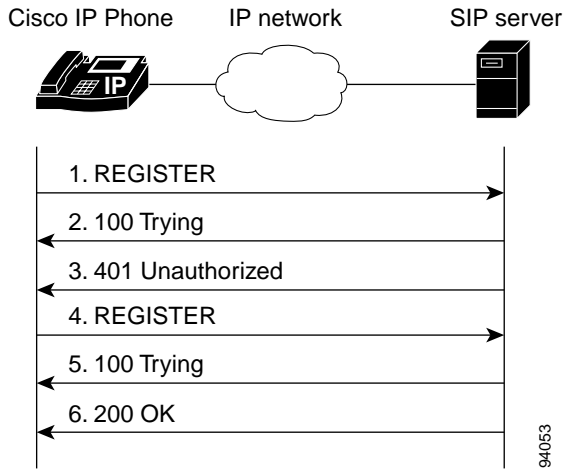 Cisco IP Phone IP network SIP server
IP
1. REGISTER
2. 100 Trying
3. 401 Unauthorized
4. REGISTER
5. 100 Trying
6. 200 OK
94053